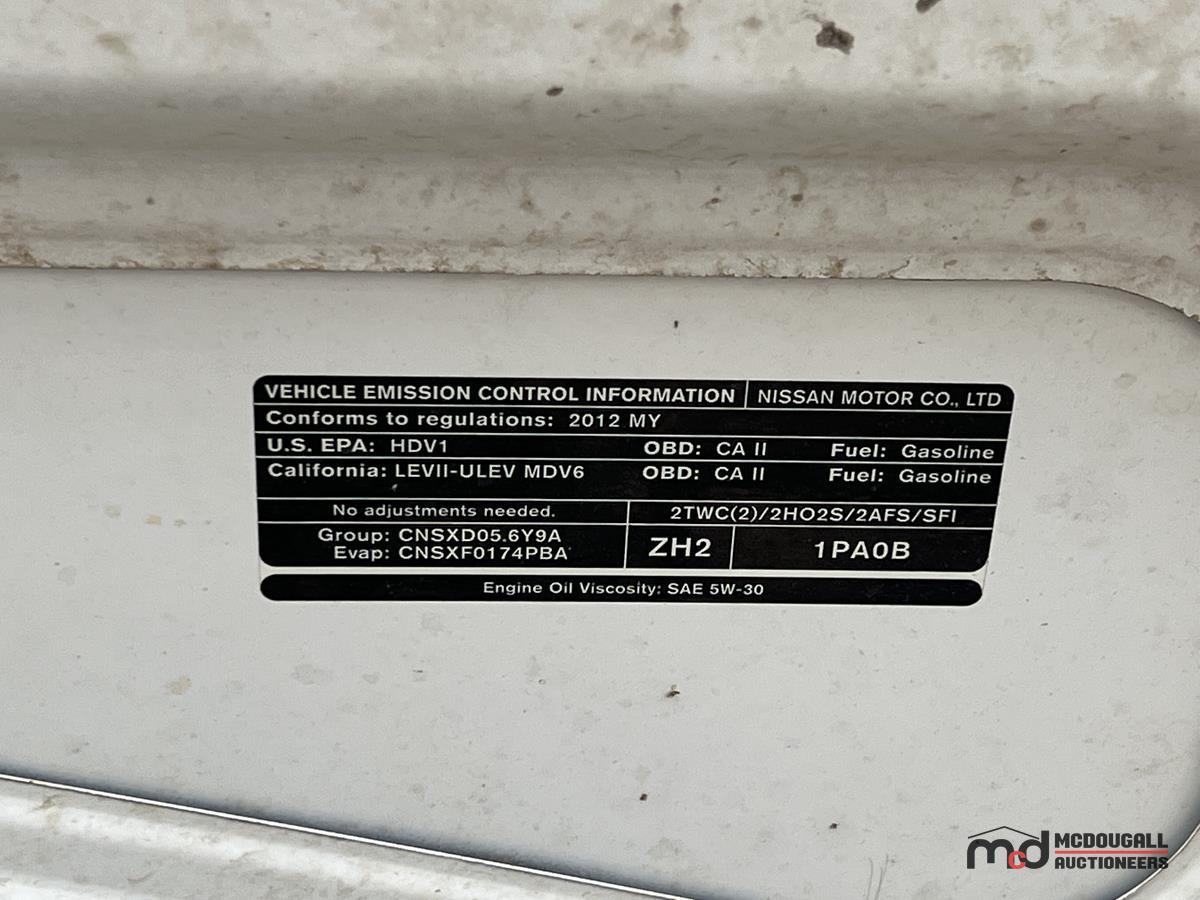 VEHICLE EMISSION CONTROL INFORMATION NISSAN MOTOR CO., LTD
Conforms to regulations: 2012 MY
U.S. EPA: HDV1 OBD: CA II Fuel: Gasoline
California: LEVII-ULEV MDV6 OBD: CA II Fuel: Gasoline
No adjustments needed. 2TWC(2)/2HO2S/2AFS/SFI
Group: CNSXD05.6Y9A
Evap: CNSXF0174PBA
ZH2 1PA0B
Engine Oil Viscosity: SAE 5W-30
mcd MCDOUGALL
AUCTIONEERS